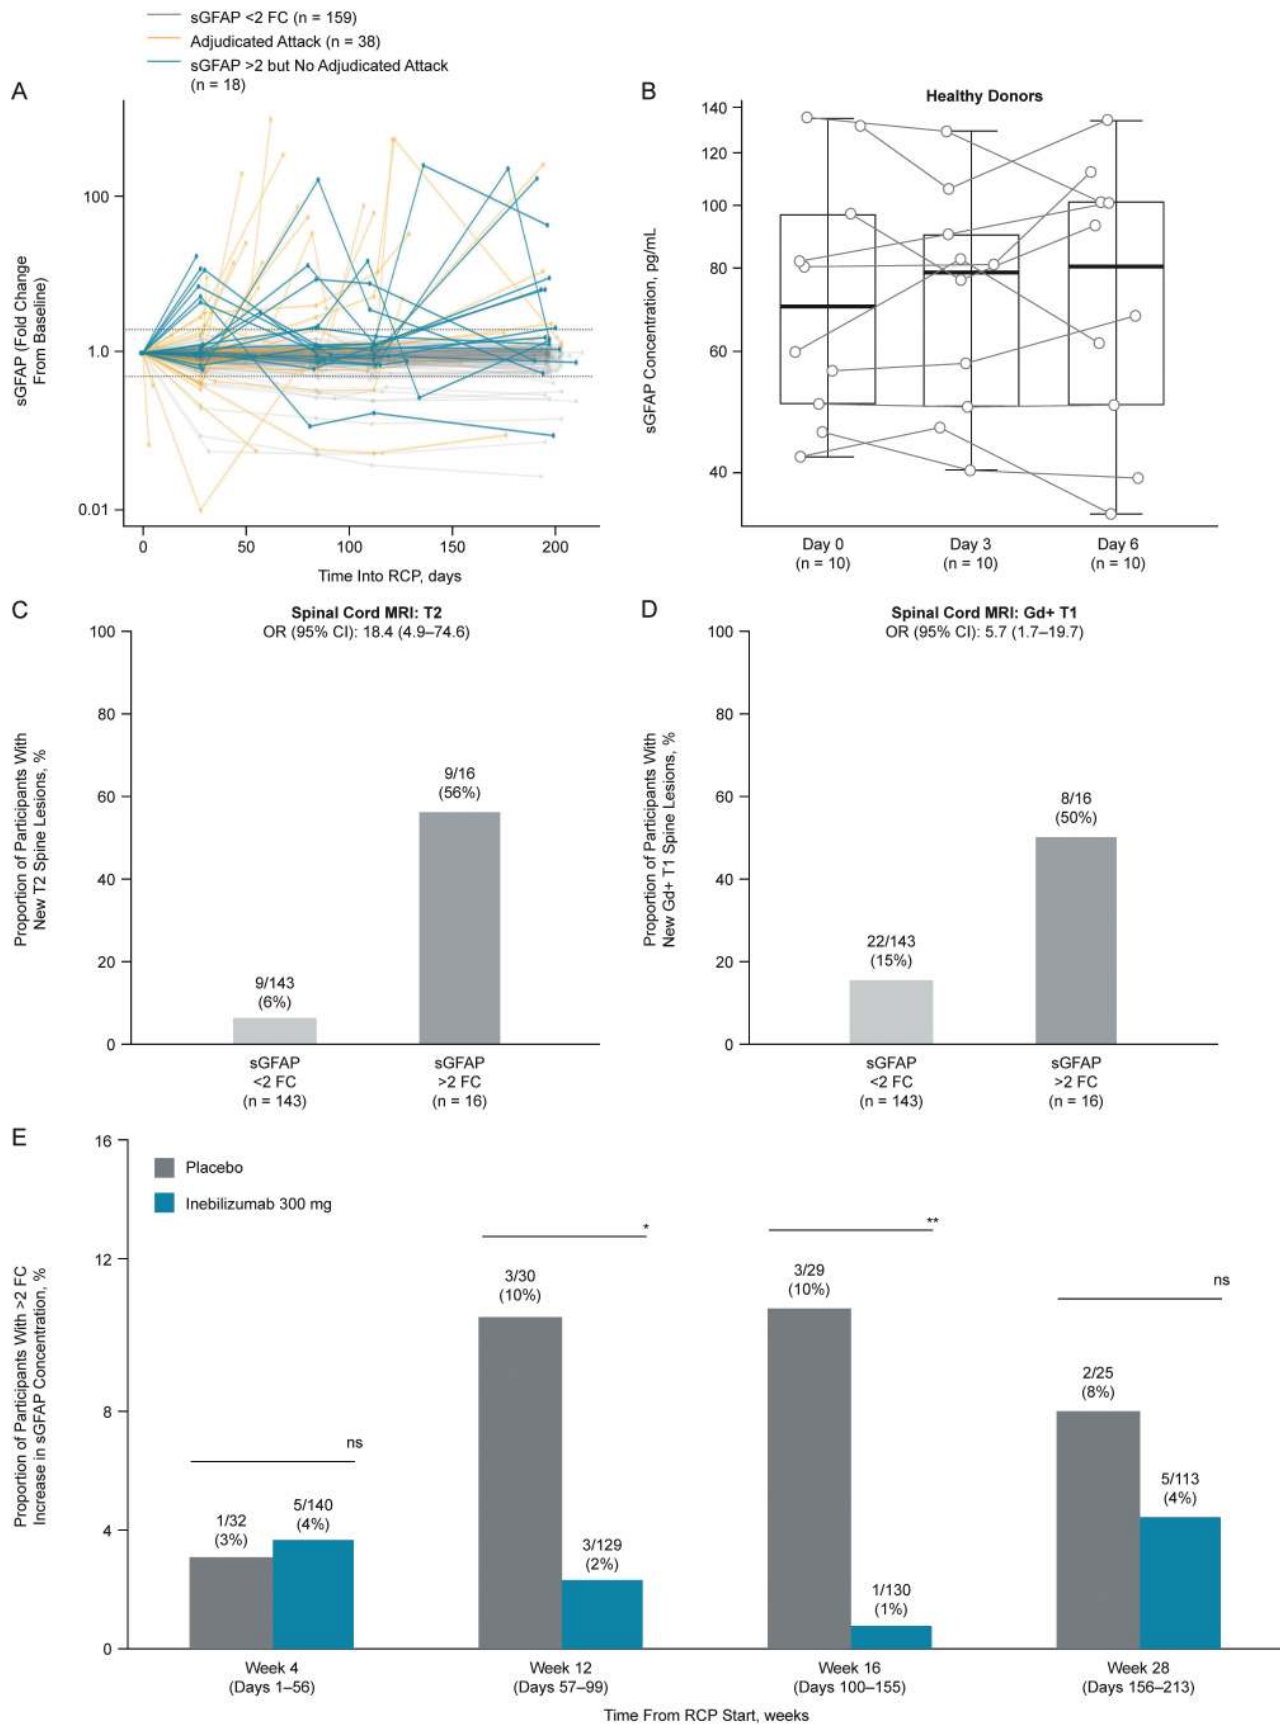 sGFAP <2 FC (n = 159)
Adjudicated Attack (n = 38)
sGFAP >2 but No Adjudicated Attack
(n = 18)
A
sGFAP (Fold Change
From Baseline)
100
1.0
0.01
0
50
100
150
200
Time Into RCP, days
B
Healthy Donors
sGFAP Concentration, pg/mL
140
120
100
80
60
40
Day 0
(n = 10)
Day 3
(n = 10)
Day 6
(n = 10)
C
Spinal Cord MRI: T2
OR (95% CI): 18.4 (4.9–74.6)
Proportion of Participants With
New T2 Spine Lesions, %
100
80
60
40
20
0
9/143
(6%)
9/16
(56%)
sGFAP
<2 FC
(n = 143)
sGFAP
>2 FC
(n = 16)
D
Spinal Cord MRI: Gd+ T1
OR (95% CI): 5.7 (1.7–19.7)
Proportion of Participants With
New Gd+ T1 Spine Lesions, %
100
80
60
40
20
0
22/143
(15%)
8/16
(50%)
sGFAP
<2 FC
(n = 143)
sGFAP
>2 FC
(n = 16)
E
Placebo
Inebilizumab 300 mg
Proportion of Participants With >2 FC
Increase in sGFAP Concentration, %
16
12
8
4
0
ns
1/32
(3%)
5/140
(4%)
*
3/30
(10%)
3/129
(2%)
**
3/29
(10%)
1/130
(1%)
ns
2/25
(8%)
5/113
(4%)
Week 4
(Days 1–56)
Week 12
(Days 57–99)
Week 16
(Days 100–155)
Week 28
(Days 156–213)
Time From RCP Start, weeks